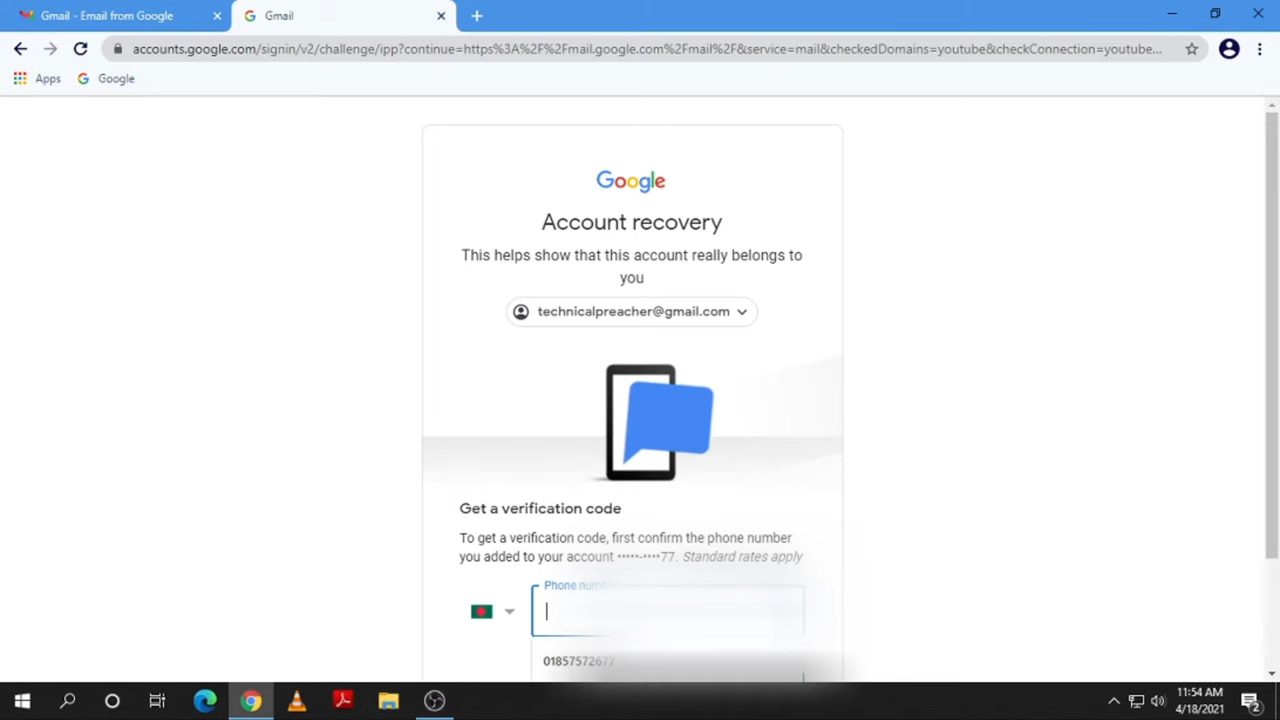 Gmail - Email from Google
Gmail
accounts.google.com/signin/v2/challenge/ipp?continue=https%3A%2F%2Fmail.google.com%2Fmail%2F&service=mail&checkedDomains=youtube&checkConnection=youtube...
Apps
Google
Google
Account recovery
This helps show that this account really belongs to
you
technicalpreacher@gmail.com
Get a verification code
To get a verification code, first confirm the phone number
you added to your account •••••-••••77. Standard rates apply
Phone
01857572677
11:54 AM
4/18/2021
2